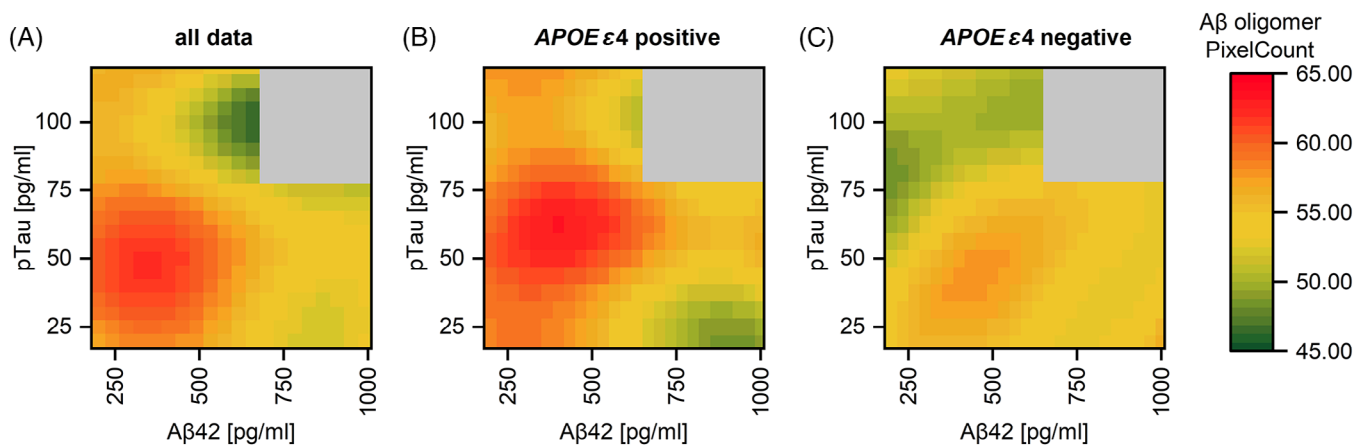 (A) all data
pTau [pg/ml]
100
75
50
25
250
500
750
1000
Aβ42 [pg/ml]
(B) APOE ε4 positive
pTau [pg/ml]
100
75
50
25
250
500
750
1000
Aβ42 [pg/ml]
(C) APOE ε4 negative
pTau [pg/ml]
100
75
50
25
250
500
750
1000
Aβ42 [pg/ml]
Aβ oligomer
PixelCount
65.00
60.00
55.00
50.00
45.00